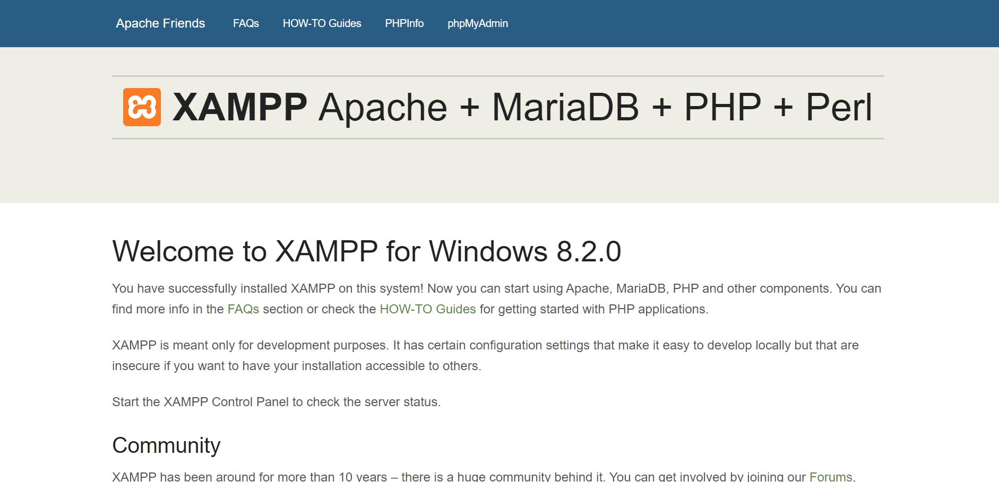 Apache Friends FAQs HOW-TO Guides PHPInfo phpMyAdmin
XAMPP Apache + MariaDB + PHP + Perl
Welcome to XAMPP for Windows 8.2.0
You have successfully installed XAMPP on this system! Now you can start using Apache, MariaDB, PHP and other components. You can
find more info in the FAQs section or check the HOW-TO Guides for getting started with PHP applications.
XAMPP is meant only for development purposes. It has certain configuration settings that make it easy to develop locally but that are
insecure if you want to have your installation accessible to others.
Start the XAMPP Control Panel to check the server status.
Community
XAMPP has been around for more than 10 years – there is a huge community behind it. You can get involved by joining our Forums,